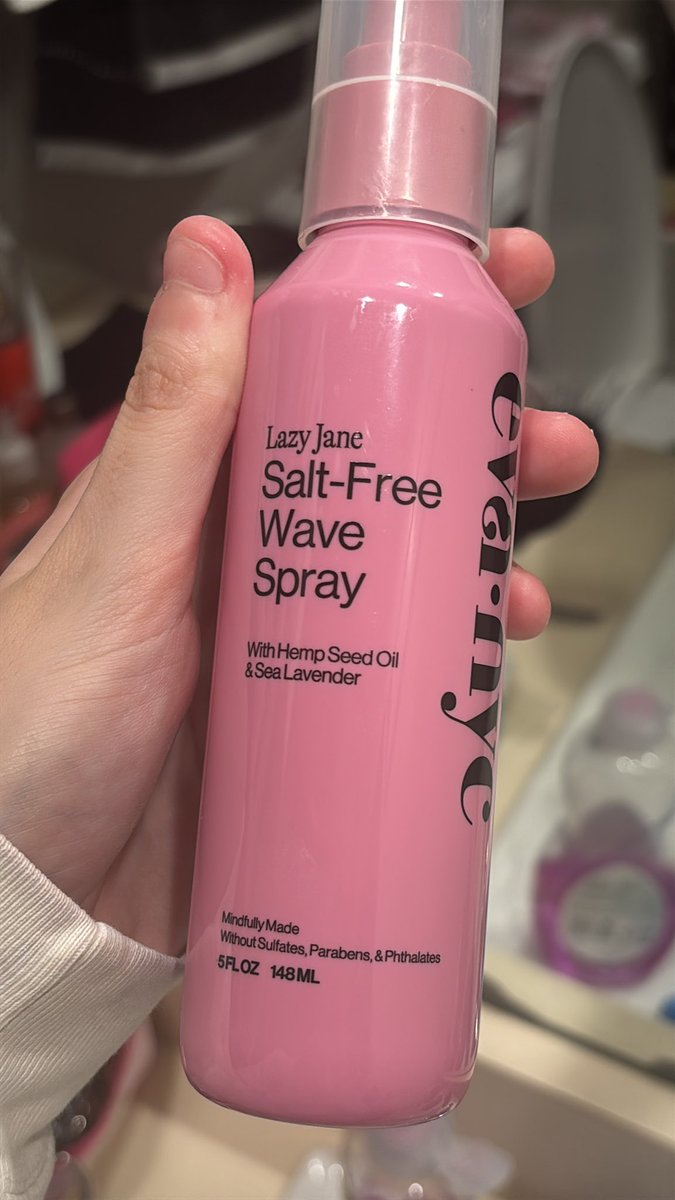 Lazy Jane
Salt-Free
Wave
Spray
With Hemp Seed Oil
& Sea Lavender
eva·nyc
Mindfully Made
Without Sulfates, Parabens, & Phthalates
5 FL OZ 148 ML